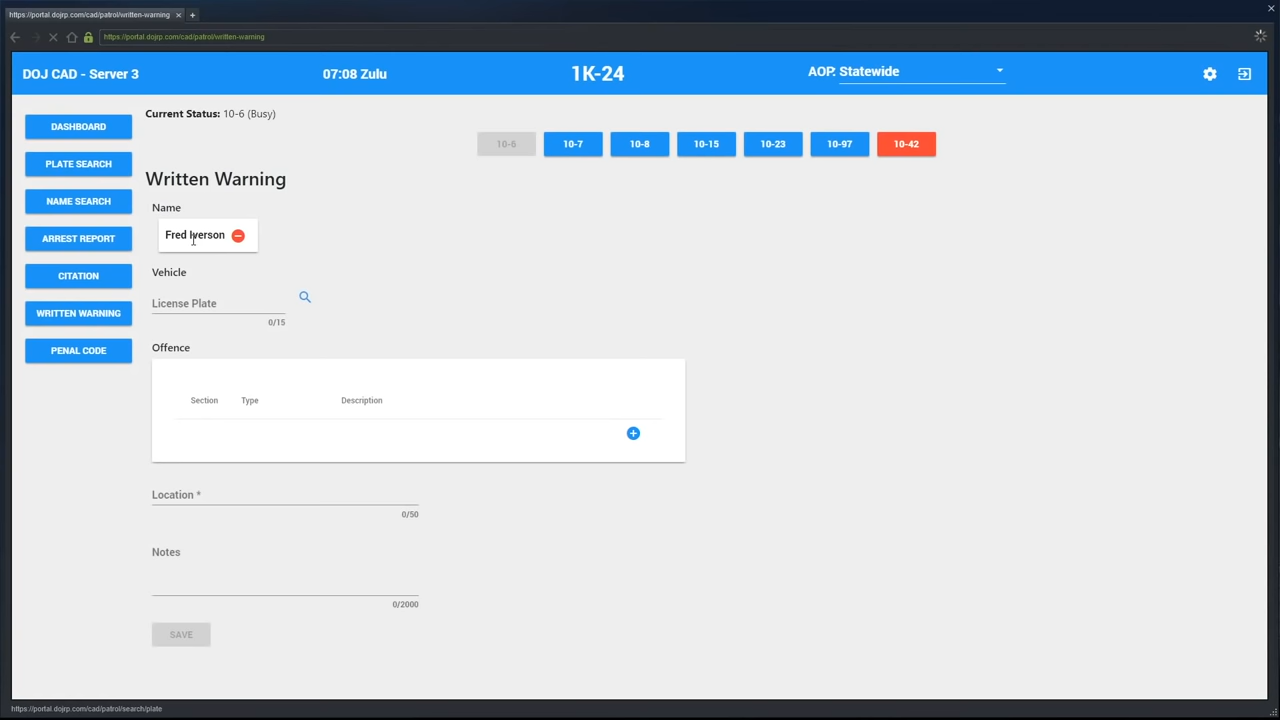 https://portal.dojrp.com/cad/patrol/written-warning
https://portal.dojrp.com/cad/patrol/written-warning
DOJ CAD - Server 3
07:08 Zulu
1K-24
AOP: Statewide
DASHBOARD
PLATE SEARCH
NAME SEARCH
ARREST REPORT
CITATION
WRITTEN WARNING
PENAL CODE
Current Status: 10-6 (Busy)
10-6
10-7
10-8
10-15
10-23
10-97
10-42
Written Warning
Name
Fred Iverson
Vehicle
License Plate
0/15
Offence
Section Type Description
Location *
0/50
Notes
0/2000
SAVE
https://portal.dojrp.com/cad/patrol/search/plate